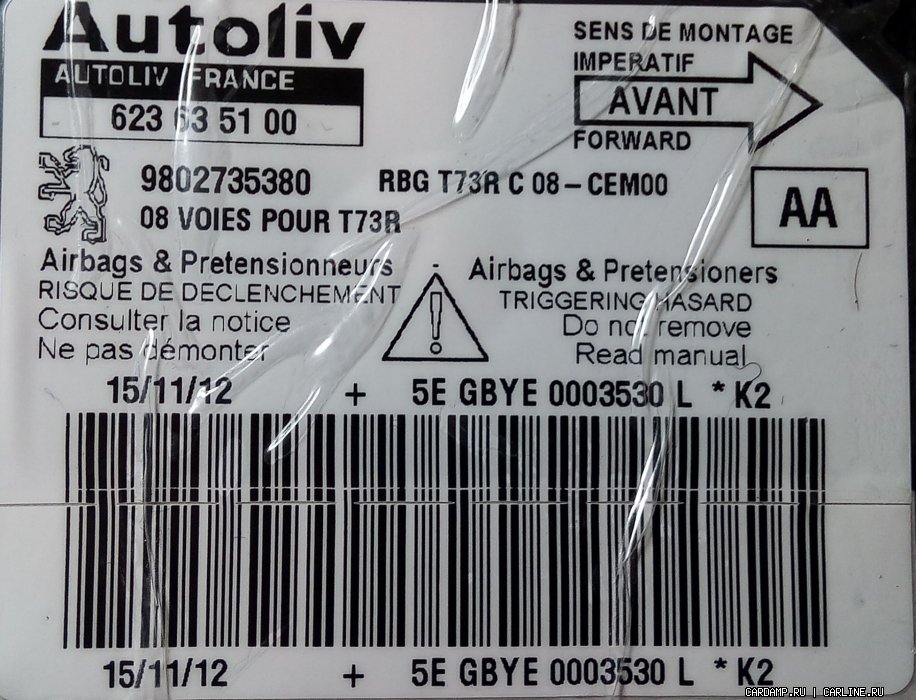 Autoliv
AUTOLIV FRANCE
623 635 51 00
SENS DE MONTAGE
IMPERATIF
AVANT
FORWARD
9802735380
RBG T73R C 08 – CEM00
08 VOIES POUR T73R
AA
Airbags & Pretensionneurs
RISQUE DE DECLENCHEMENT
Consulter la notice
Ne pas démonter
- Airbags & Pretensioners
TRIGGERING HASARD
Do not remove
Read manual
15/11/12 + 5E GBYE 0003530 L * K2
15/11/12 + 5E GBYE 0003530 L * K2
CARDAMP.RU | CARLINE.RU